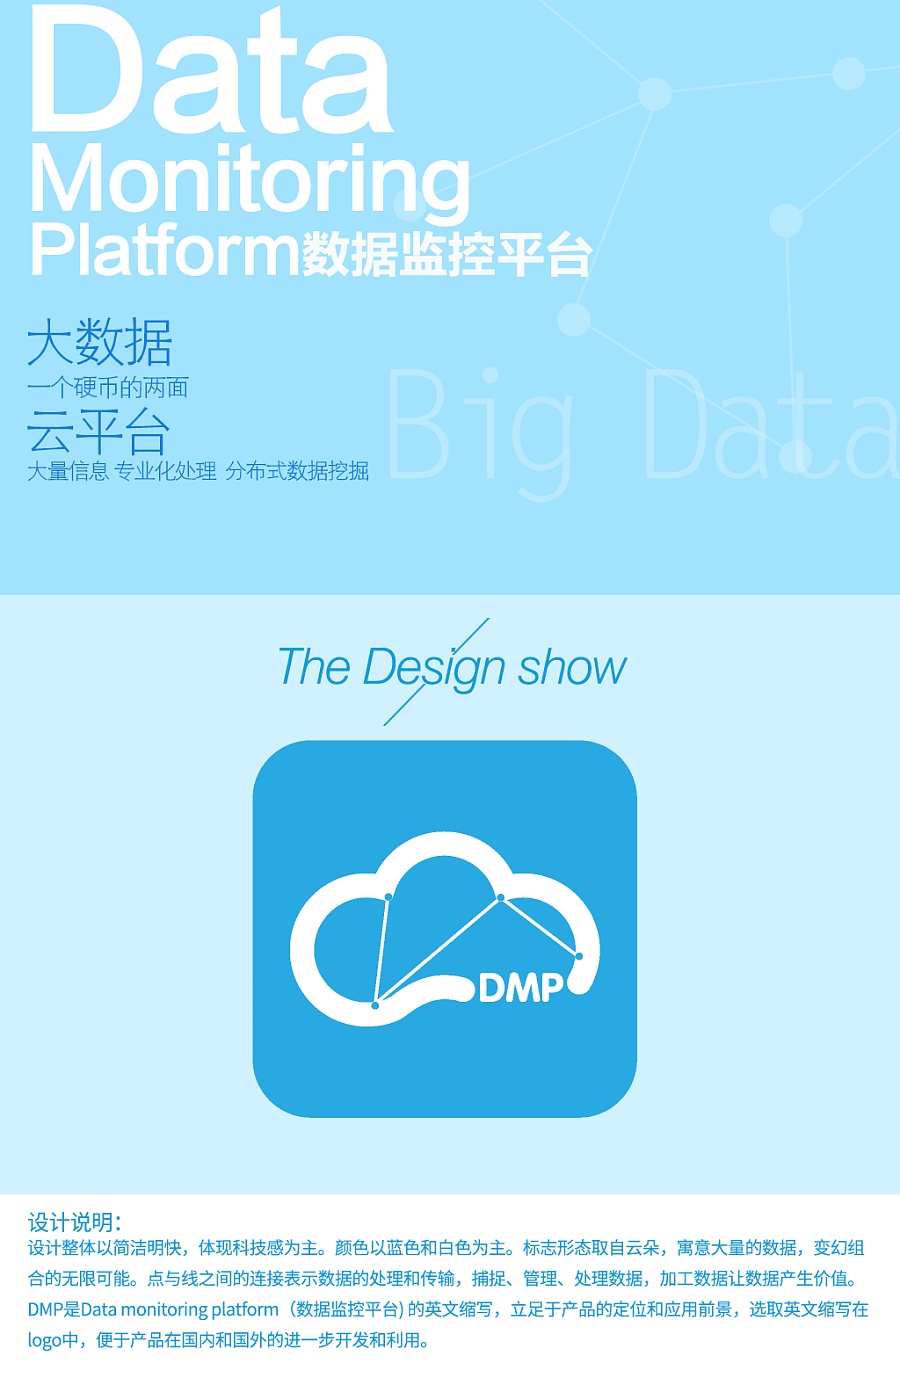 Data
Monitoring
Platform数据监控平台
大数据
一个硬币的两面
云平台
大量信息 专业化处理 分布式数据挖掘
Big Data
The Design show
DMP
设计说明：
设计整体以简洁明快，体现科技感为主。颜色以蓝色和白色为主。标志形态取自云朵，寓意大量的数据，变幻组
合的无限可能。点与线之间的连接表示数据的处理和传输，捕捉、管理、处理数据，加工数据让数据产生价值。
DMP是Data monitoring platform（数据监控平台) 的英文缩写，立足于产品的定位和应用前景，选取英文缩写在
logo中，便于产品在国内和国外的进一步开发和利用。